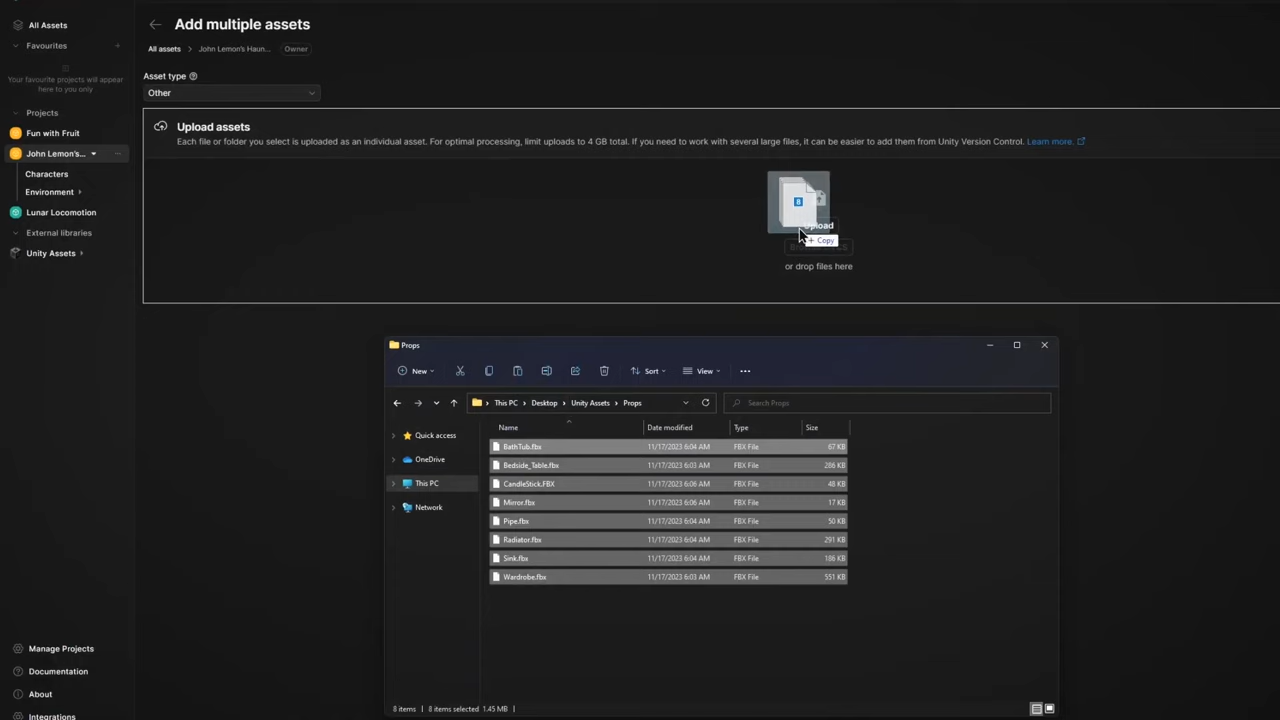 All Assets
Favourites
Your favourite projects will appear
here to you only
Projects
Fun with Fruit
John Lemon's...
Characters
Environment
Lunar Locomotion
External libraries
Unity Assets
Manage Projects
Documentation
About
Integrations
Add multiple assets
All assets > John Lemon's Haun... Owner
Asset type
Other
Upload assets
Each file or folder you select is uploaded as an individual asset. For optimal processing, limit uploads to 4 GB total. If you need to work with several large files, it can be easier to add them from Unity Version Control. Learn more.
8
Upload
+ Copy
or drop files here
Props
New Sort View
This PC > Desktop > Unity Assets > Props
Search Props
Quick access
OneDrive
This PC
Network
Name Date modified Type Size
BathTub.fbx 11/17/2023 6:04 AM FBX File 67 KB
Bedside_Table.fbx 11/17/2023 6:03 AM FBX File 286 KB
CandleStick.FBX 11/17/2023 6:06 AM FBX File 48 KB
Mirror.fbx 11/17/2023 6:06 AM FBX File 17 KB
Pipe.fbx 11/17/2023 6:04 AM FBX File 50 KB
Radiator.fbx 11/17/2023 6:04 AM FBX File 291 KB
Sink.fbx 11/17/2023 6:04 AM FBX File 186 KB
Wardrobe.fbx 11/17/2023 6:03 AM FBX File 551 KB
8 items 8 items selected 1.45 MB